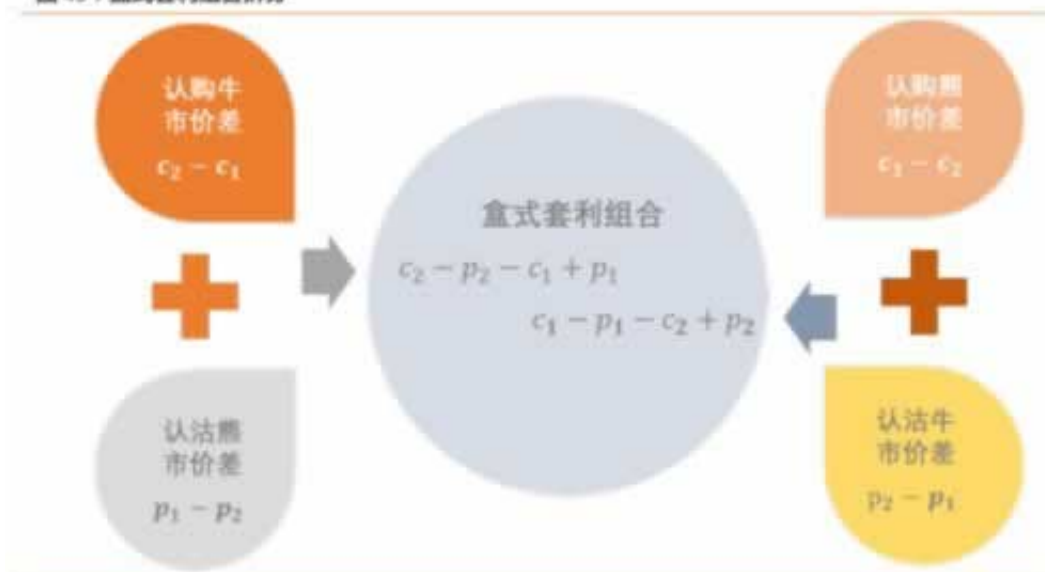 认购牛
市价差
c₂ − c₁
认沽熊
市价差
p₁ − p₂
盒式套利组合
c₂ − p₂ − c₁ + p₁
c₁ − p₁ − c₂ + p₂
认购熊
市价差
c₁ − c₂
认沽牛
市价差
p₂ − p₁